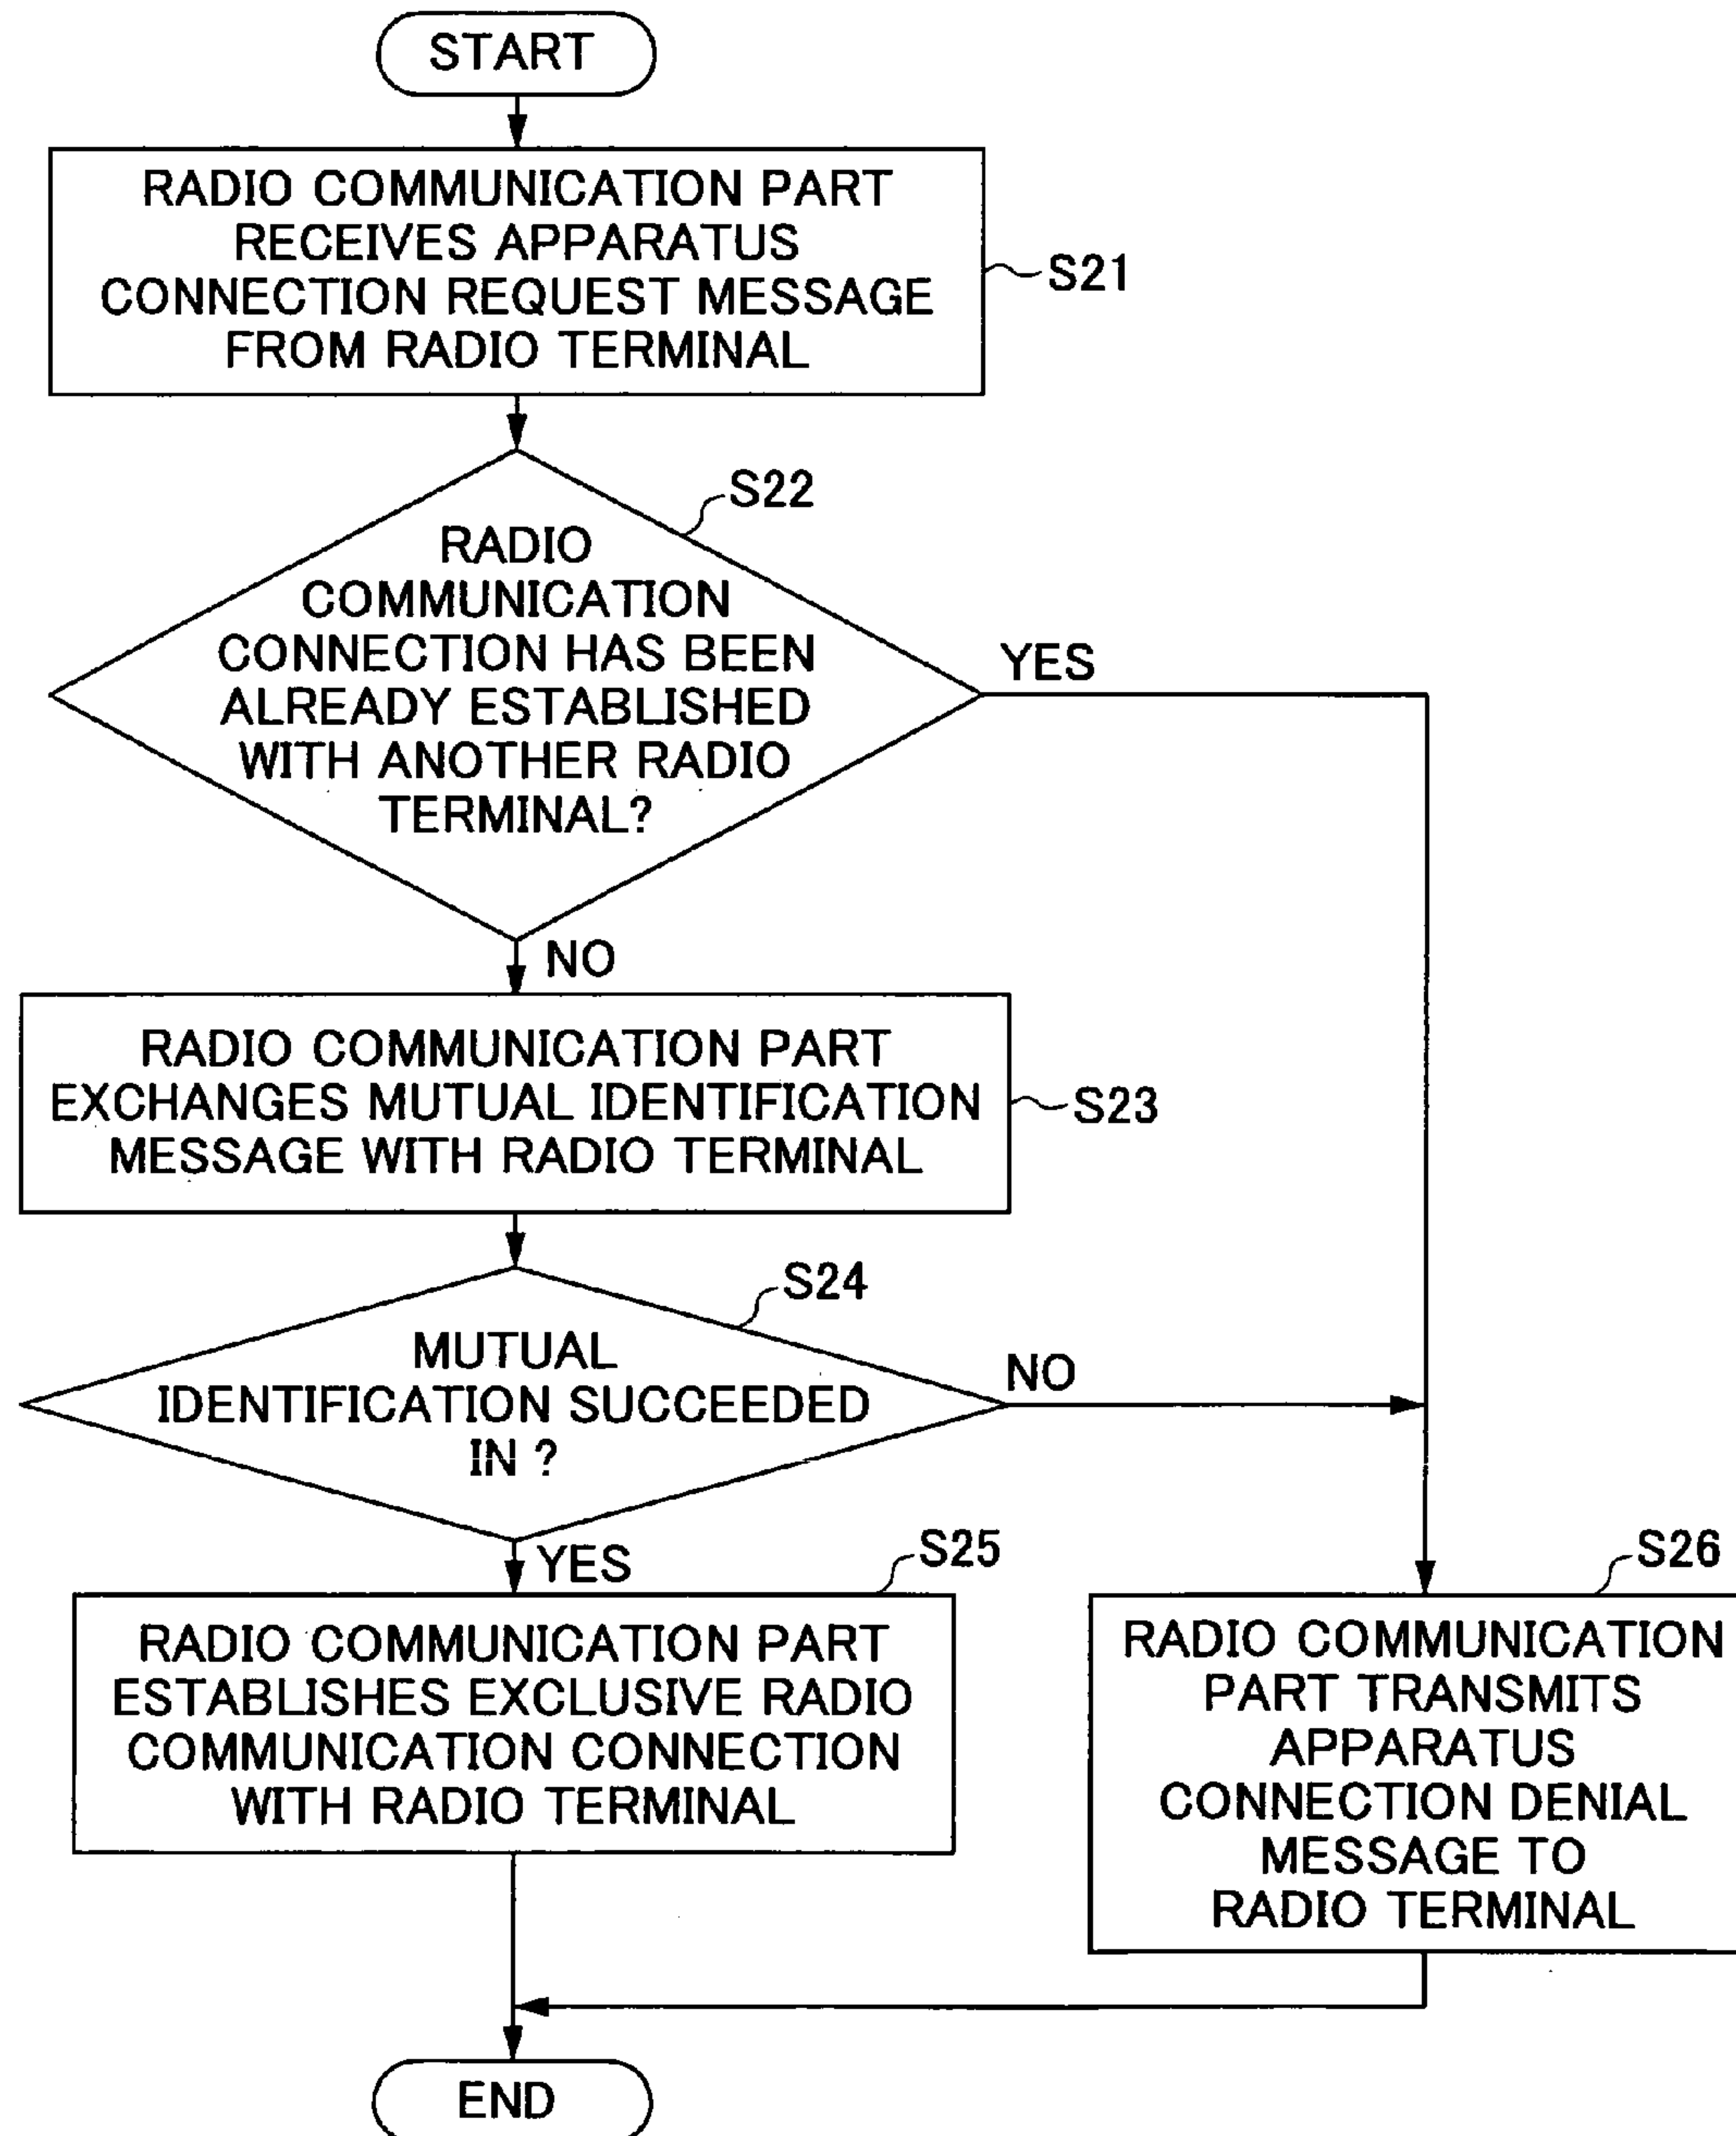 START
RADIO COMMUNICATION PART
RECEIVES APPARATUS
CONNECTION REQUEST MESSAGE
FROM RADIO TERMINAL
S21
S22
RADIO
COMMUNICATION
CONNECTION HAS BEEN
ALREADY ESTABLISHED
WITH ANOTHER RADIO
TERMINAL?
YES
NO
RADIO COMMUNICATION PART
EXCHANGES MUTUAL IDENTIFICATION
MESSAGE WITH RADIO TERMINAL
S23
S24
MUTUAL
IDENTIFICATION SUCCEEDED
IN ?
NO
YES
S25
RADIO COMMUNICATION PART
ESTABLISHES EXCLUSIVE RADIO
COMMUNICATION CONNECTION
WITH RADIO TERMINAL
S26
RADIO COMMUNICATION
PART TRANSMITS
APPARATUS
CONNECTION DENIAL
MESSAGE TO
RADIO TERMINAL
END